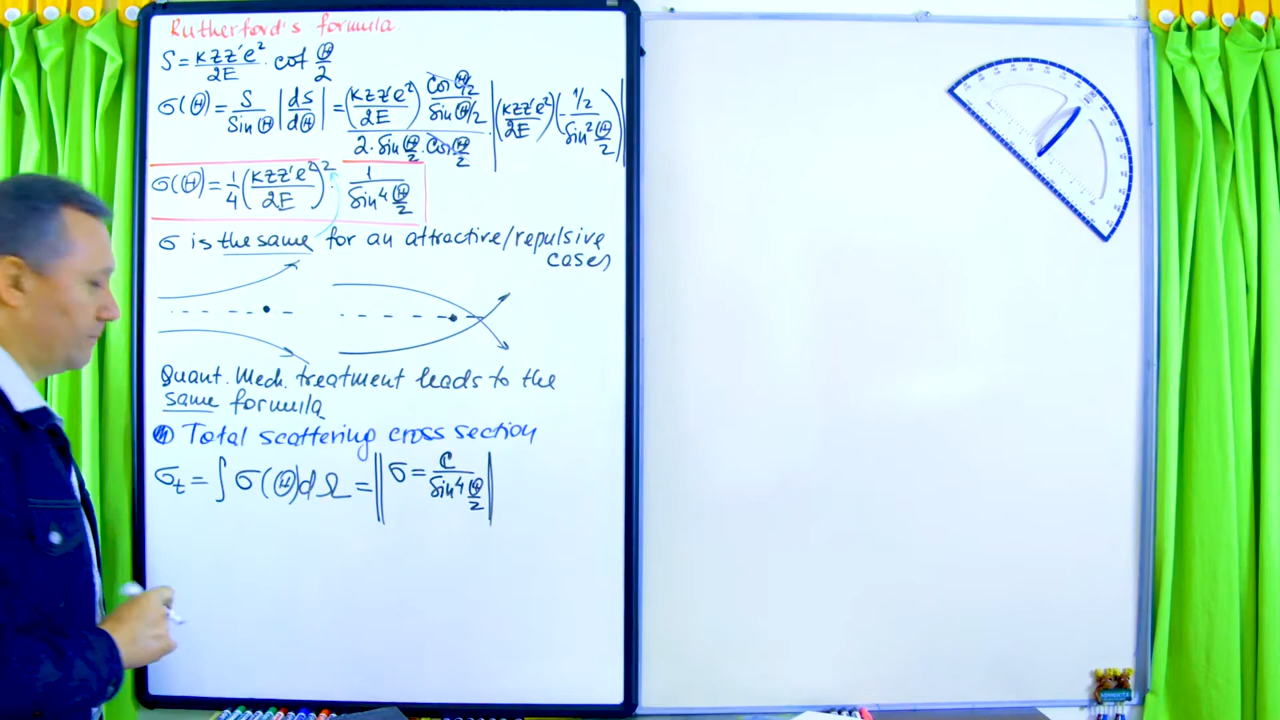 Rutherford's formula.
S = kzz'e²/2E · cot Θ/2
σ(Θ) = S/Sin Θ |ds/dΘ| = (kzz'e²/2E) Cos Θ/2 / Sin Θ/2 / 2·Sin Θ/2 · Cos Θ/2 · |(kzz'e²/2E)(- 1/2 / Sin² Θ/2)|
σ(Θ) = 1/4 (kzz'e²/2E)² · 1/Sin⁴ Θ/2
σ is the same for an attractive/repulsive
cases
Quant. Mech. treatment leads to the
same formula
Total scattering cross section
σt = ∫ σ(Θ)dΩ = || σ = C/Sin⁴ Θ/2 |